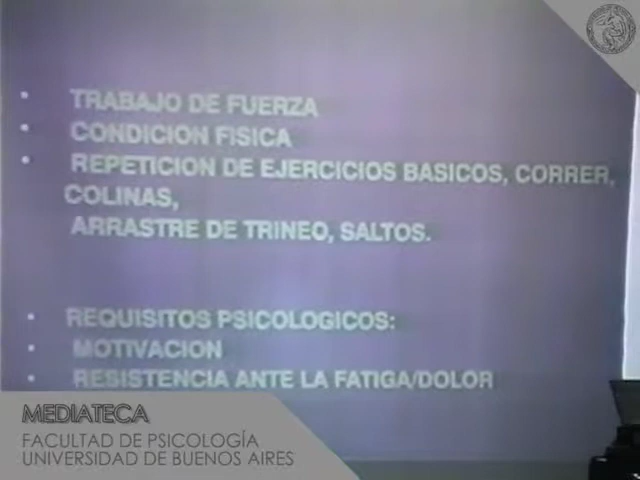 • TRABAJO DE FUERZA
• CONDICION FISICA
• REPETICION DE EJERCICIOS BASICOS, CORRER,
COLINAS,
ARRASTRE DE TRINEO, SALTOS.
• REQUISITOS PSICOLOGICOS:
• MOTIVACION
• RESISTENCIA ANTE LA FATIGA/DOLOR
MEDIATECA
FACULTAD DE PSICOLOGÍA
UNIVERSIDAD DE BUENOS AIRES